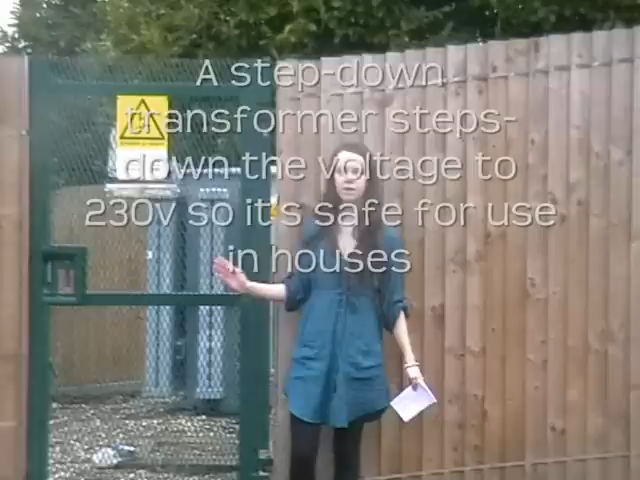 A step-down
transformer steps-
down the voltage to
230v so it's safe for use
in houses